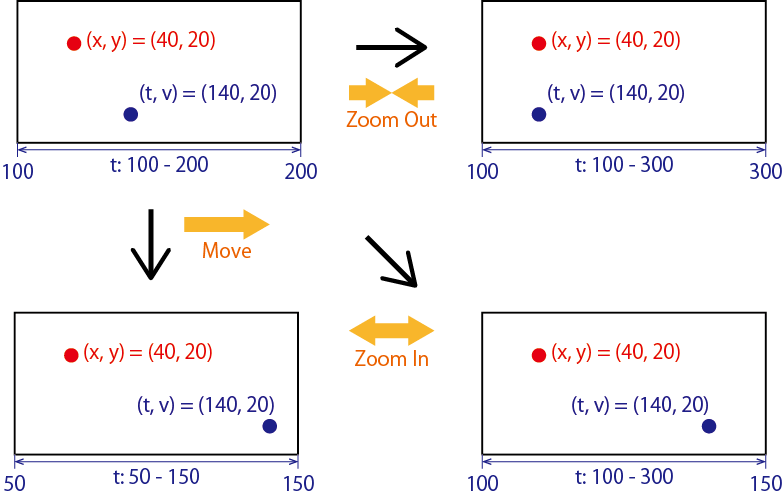 (x, y) = (40, 20)
(t, v) = (140, 20)
100
t: 100 - 200
200
Zoom Out
(x, y) = (40, 20)
(t, v) = (140, 20)
100
t: 100 - 300
300
Move
(x, y) = (40, 20)
(t, v) = (140, 20)
50
t: 50 - 150
150
Zoom In
(x, y) = (40, 20)
(t, v) = (140, 20)
100
t: 100 - 300
150